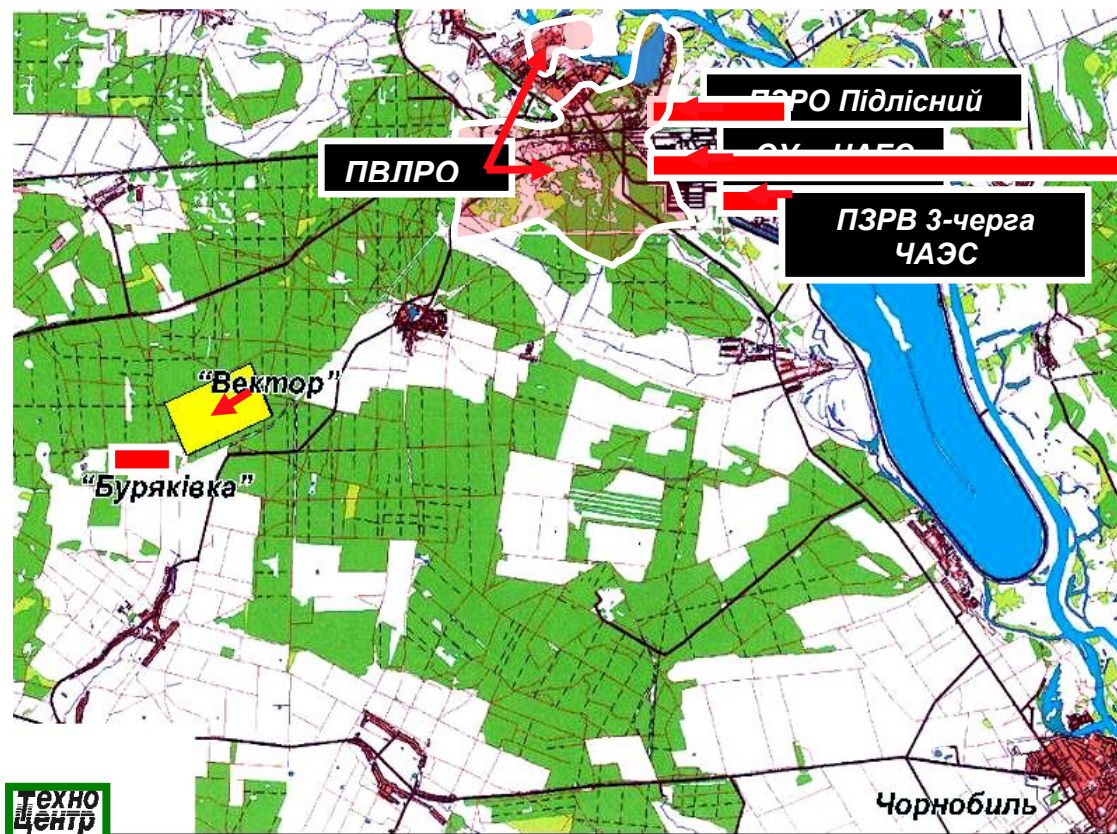 ПЗРО Підлісний
ПВЛРО
ПЗРВ 3-черга
ЧАЭС
“Вектор”
“Буряківка”
Чорнобиль
Техно
Центр